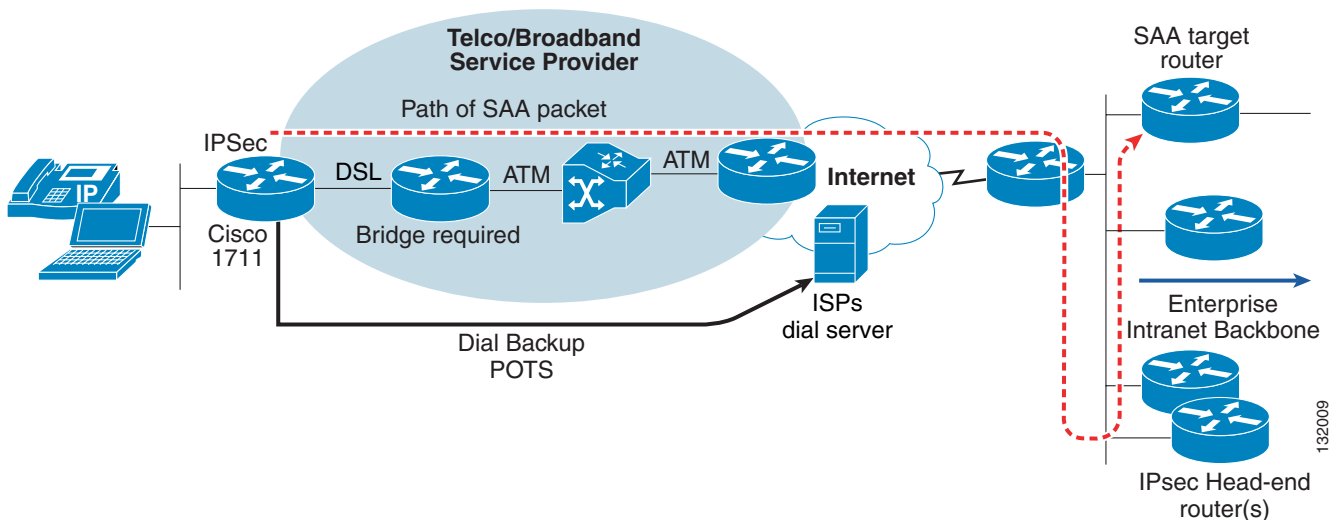 Telco/Broadband
Service Provider
SAA target
router
Path of SAA packet
IPSec
DSL
ATM
ATM
Internet
IP
Cisco
1711
Bridge required
ISPs
dial server
Enterprise
Intranet Backbone
Dial Backup
POTS
IPsec Head-end
router(s)
132009